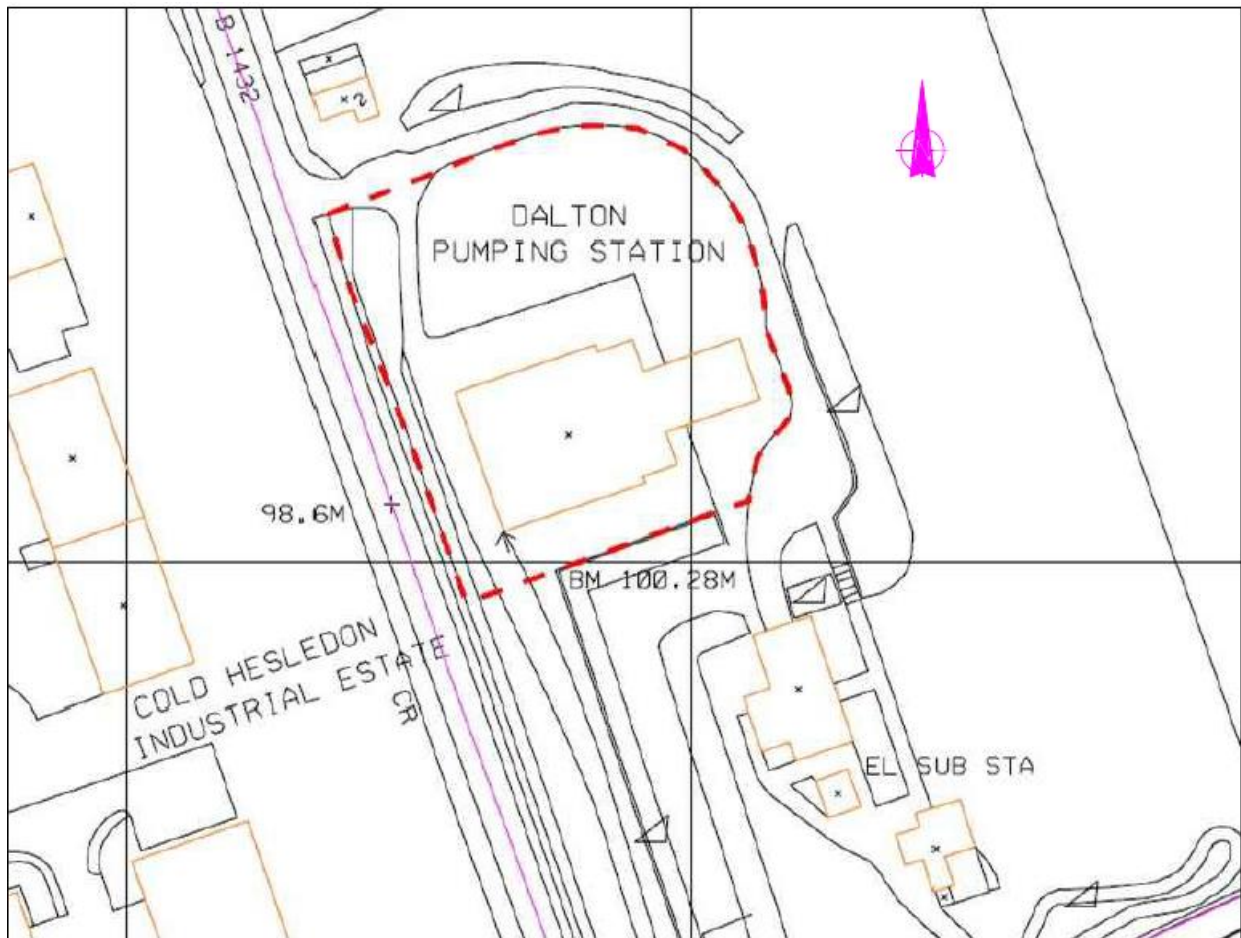 B 1432
2
DALTON
PUMPING STATION
98.6M
BM 100.28M
COLD HESLEDON
INDUSTRIAL ESTATE
CR
EL SUB STA
N